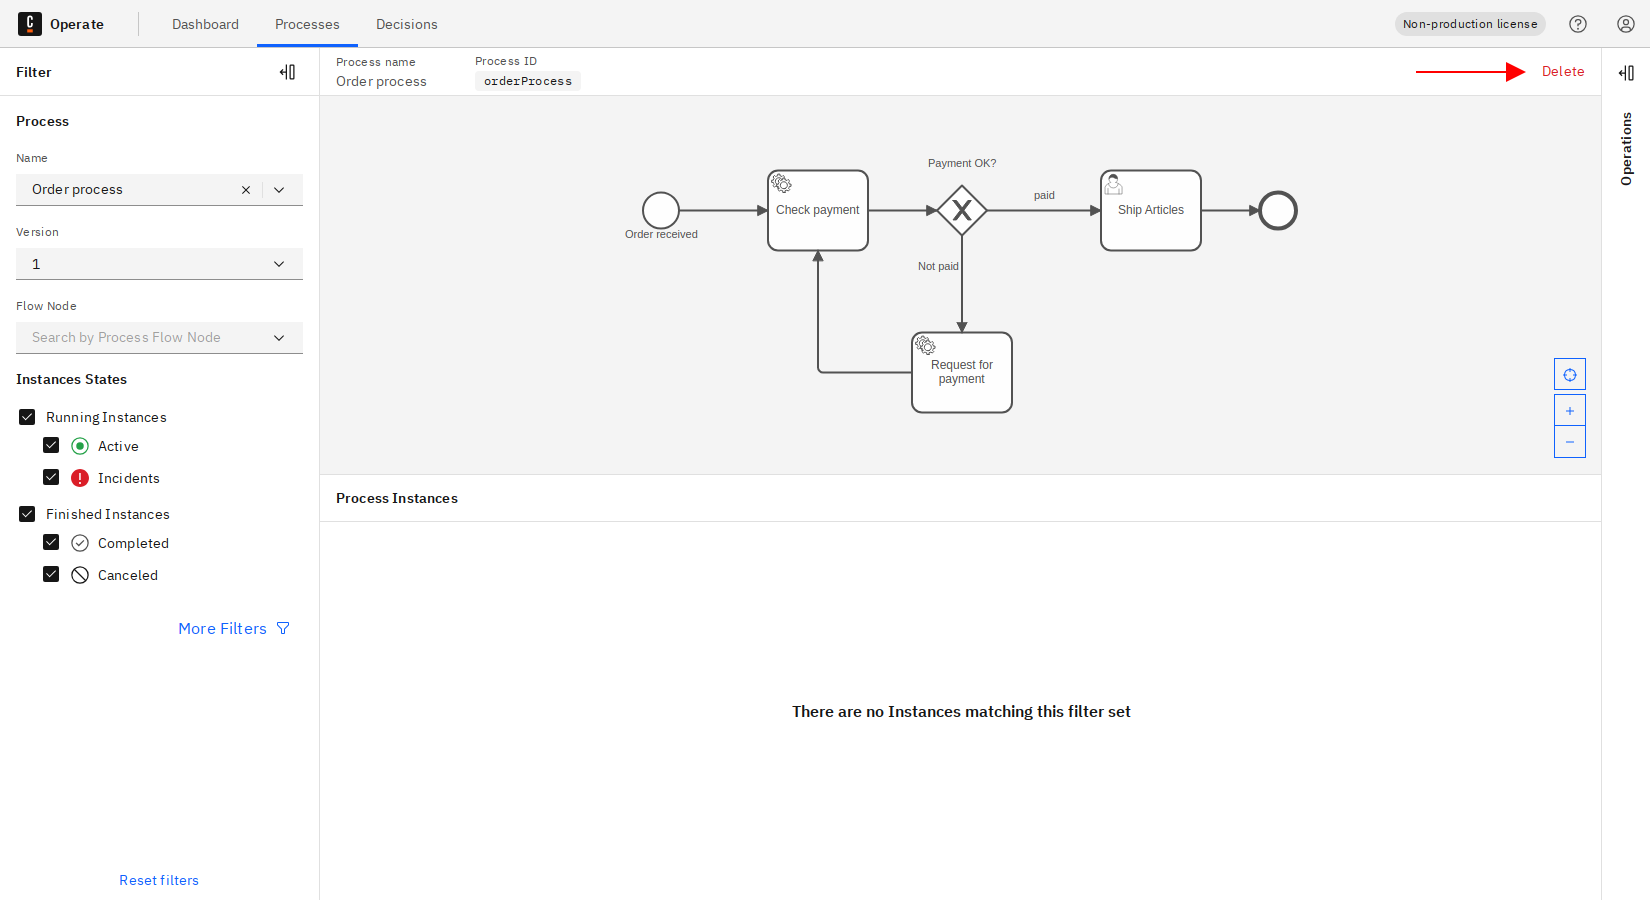 Operate
Dashboard
Processes
Decisions
Non-production license
Filter
Process name
Order process
Process ID
orderProcess
Delete
Operations
Process
Name
Order process
Version
1
Flow Node
Search by Process Flow Node
Instances States
Running Instances
Active
Incidents
Finished Instances
Completed
Canceled
More Filters
Reset filters
Order received
Check payment
Payment OK?
paid
Ship Articles
Not paid
Request for
payment
Process Instances
There are no Instances matching this filter set